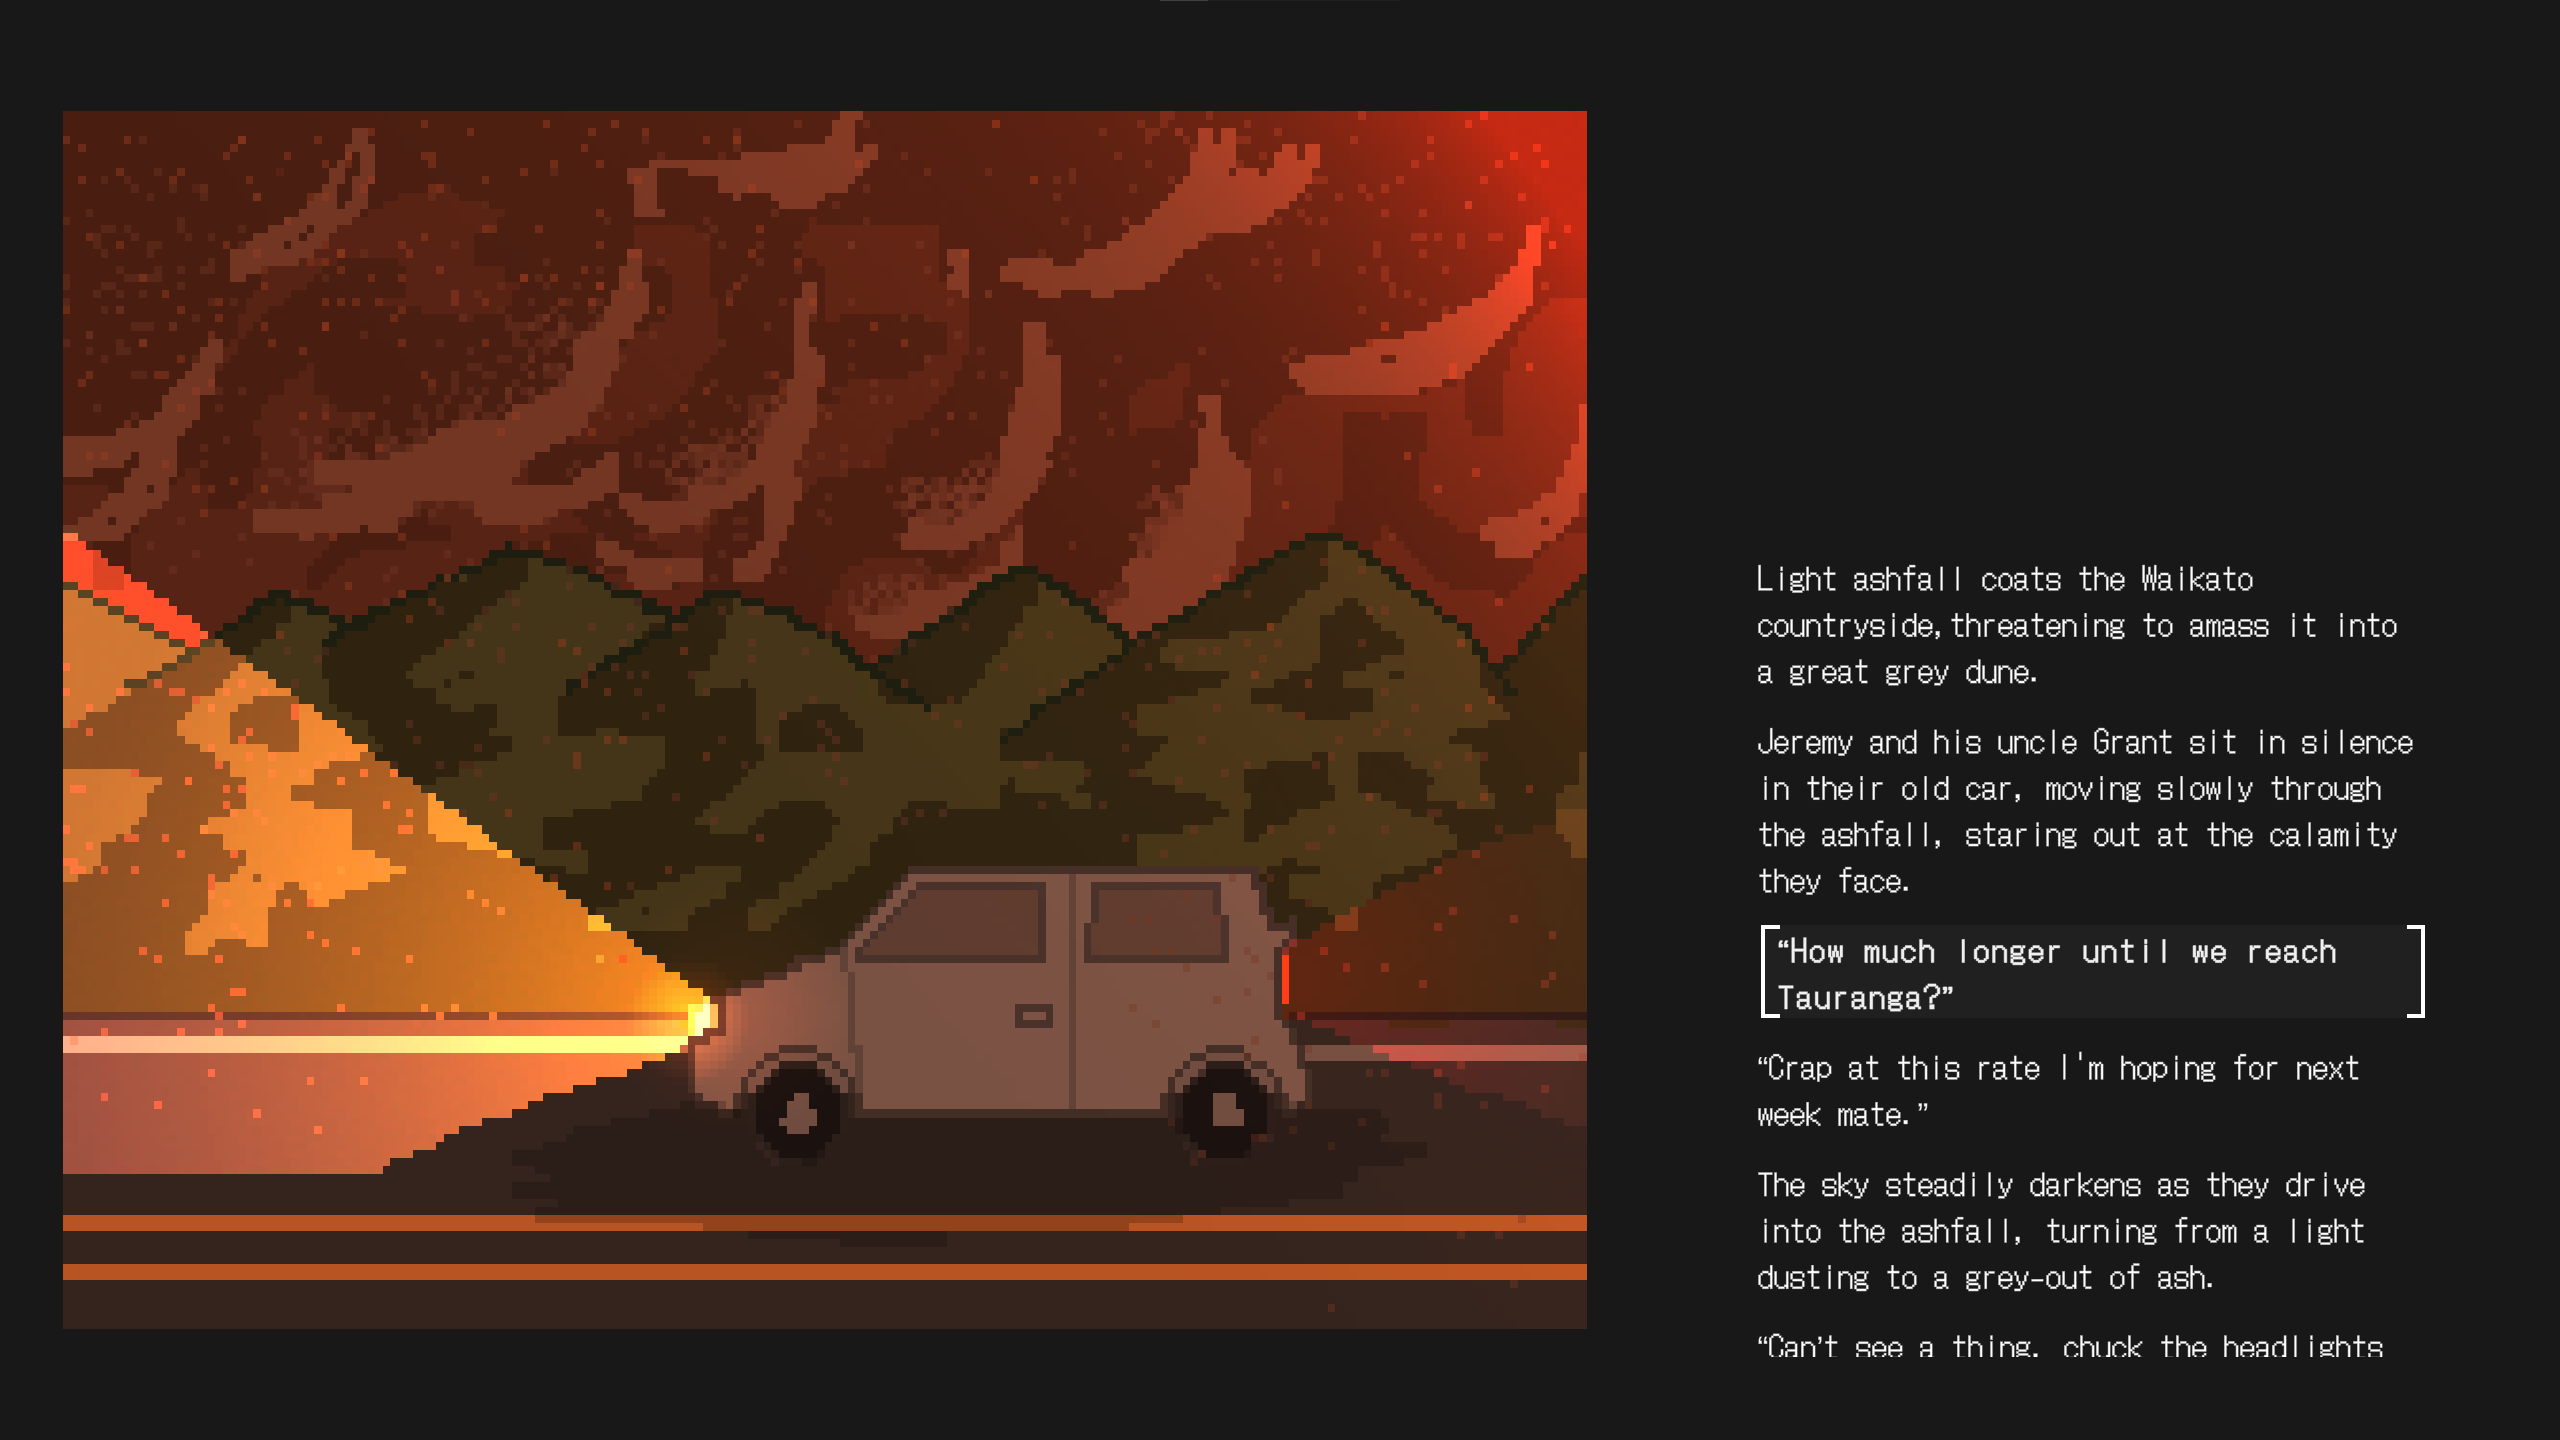 Light ashfall coats the Waikato
countryside, threatening to amass it into
a great grey dune.
Jeremy and his uncle Grant sit in silence
in their old car, moving slowly through
the ashfall, staring out at the calamity
they face.
“How much longer until we reach
Tauranga?”
“Crap at this rate I'm hoping for next
week mate.”
The sky steadily darkens as they drive
into the ashfall, turning from a light
dusting to a grey-out of ash.
“Can’t see a thing, chuck the headlights